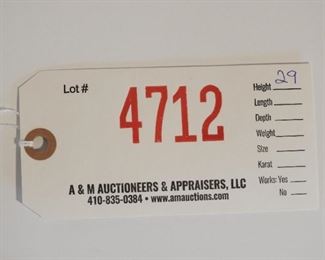 Lot #
4712
Height 29
Length
Depth
Weight
Size
Karat
Works: Yes
No
A & M AUCTIONEERS & APPRAISERS, LLC
410-835-0384 • www.amauctions.com